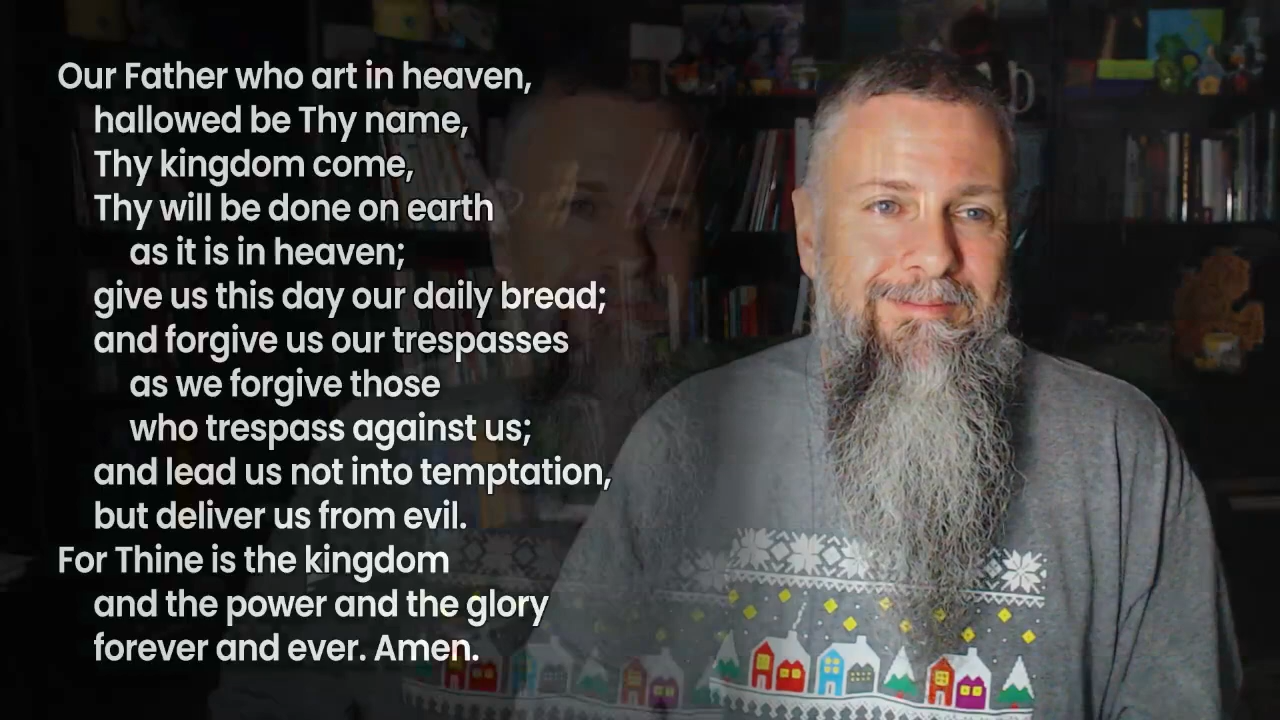 Our Father who art in heaven,
hallowed be Thy name,
Thy kingdom come,
Thy will be done on earth
as it is in heaven;
give us this day our daily bread;
and forgive us our trespasses
as we forgive those
who trespass against us;
and lead us not into temptation,
but deliver us from evil.
For Thine is the kingdom
and the power and the glory
forever and ever. Amen.